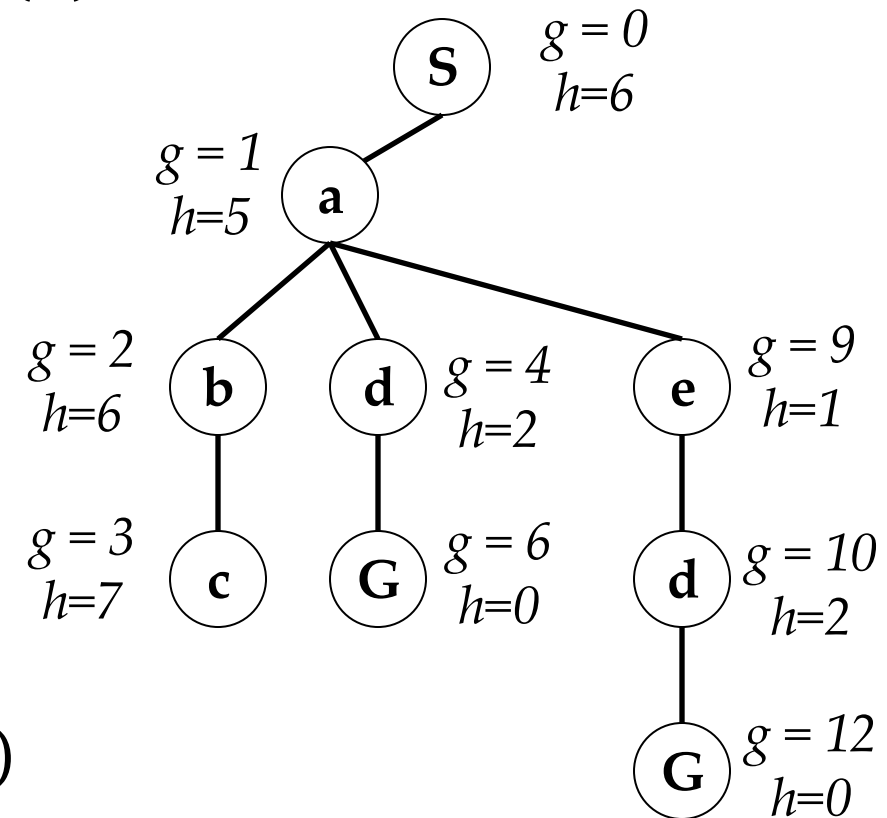 S
g = 0
h=6
g = 1
h=5
a
g = 2
h=6
b
d
g = 4
h=2
e
g = 9
h=1
g = 3
h=7
c
G
g = 6
h=0
d
g = 10
h=2
)
G
g = 12
h=0